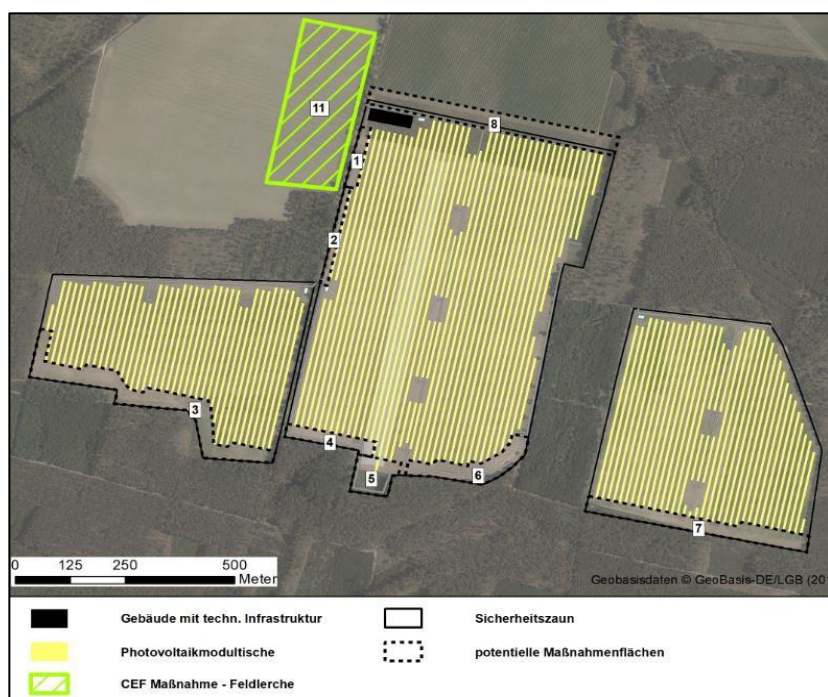 11
8
1
2
3
4
5
6
7
0 125 250 500
Meter
Geobasisdaten © GeoBasis-DE/LGB (201
Gebäude mit techn. Infrastruktur
Sicherheitszaun
Photovoltaikmodultische
potentielle Maßnahmenflächen
CEF Maßnahme - Feldlerche